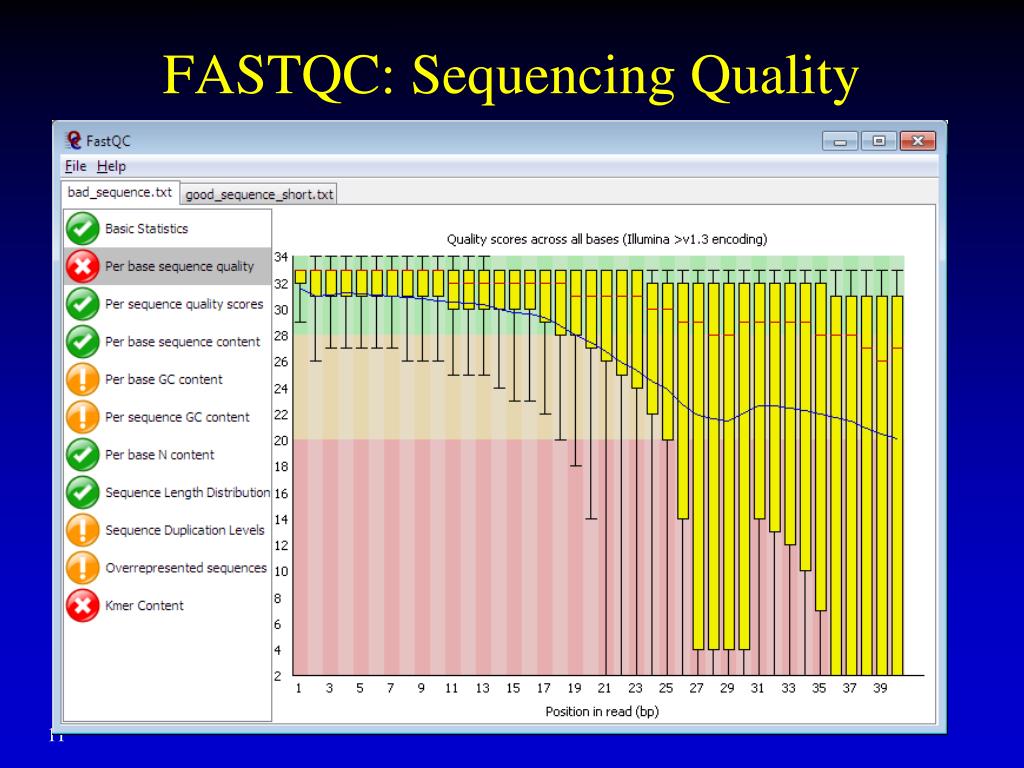 FASTQC: Sequencing Quality
FastQC
File Help
bad_sequence.txt good_sequence_short.txt
Basic Statistics
Per base sequence quality
Per sequence quality scores
Per base sequence content
Per base GC content
Per sequence GC content
Per base N content
Sequence Length Distribution
Sequence Duplication Levels
Overrepresented sequences
Kmer Content
Quality scores across all bases (Illumina >v1.3 encoding)
34
32
30
28
26
24
22
20
18
16
14
12
10
8
6
4
2
1 3 5 7 9 11 13 15 17 19 21 23 25 27 29 31 33 35 37 39
Position in read (bp)